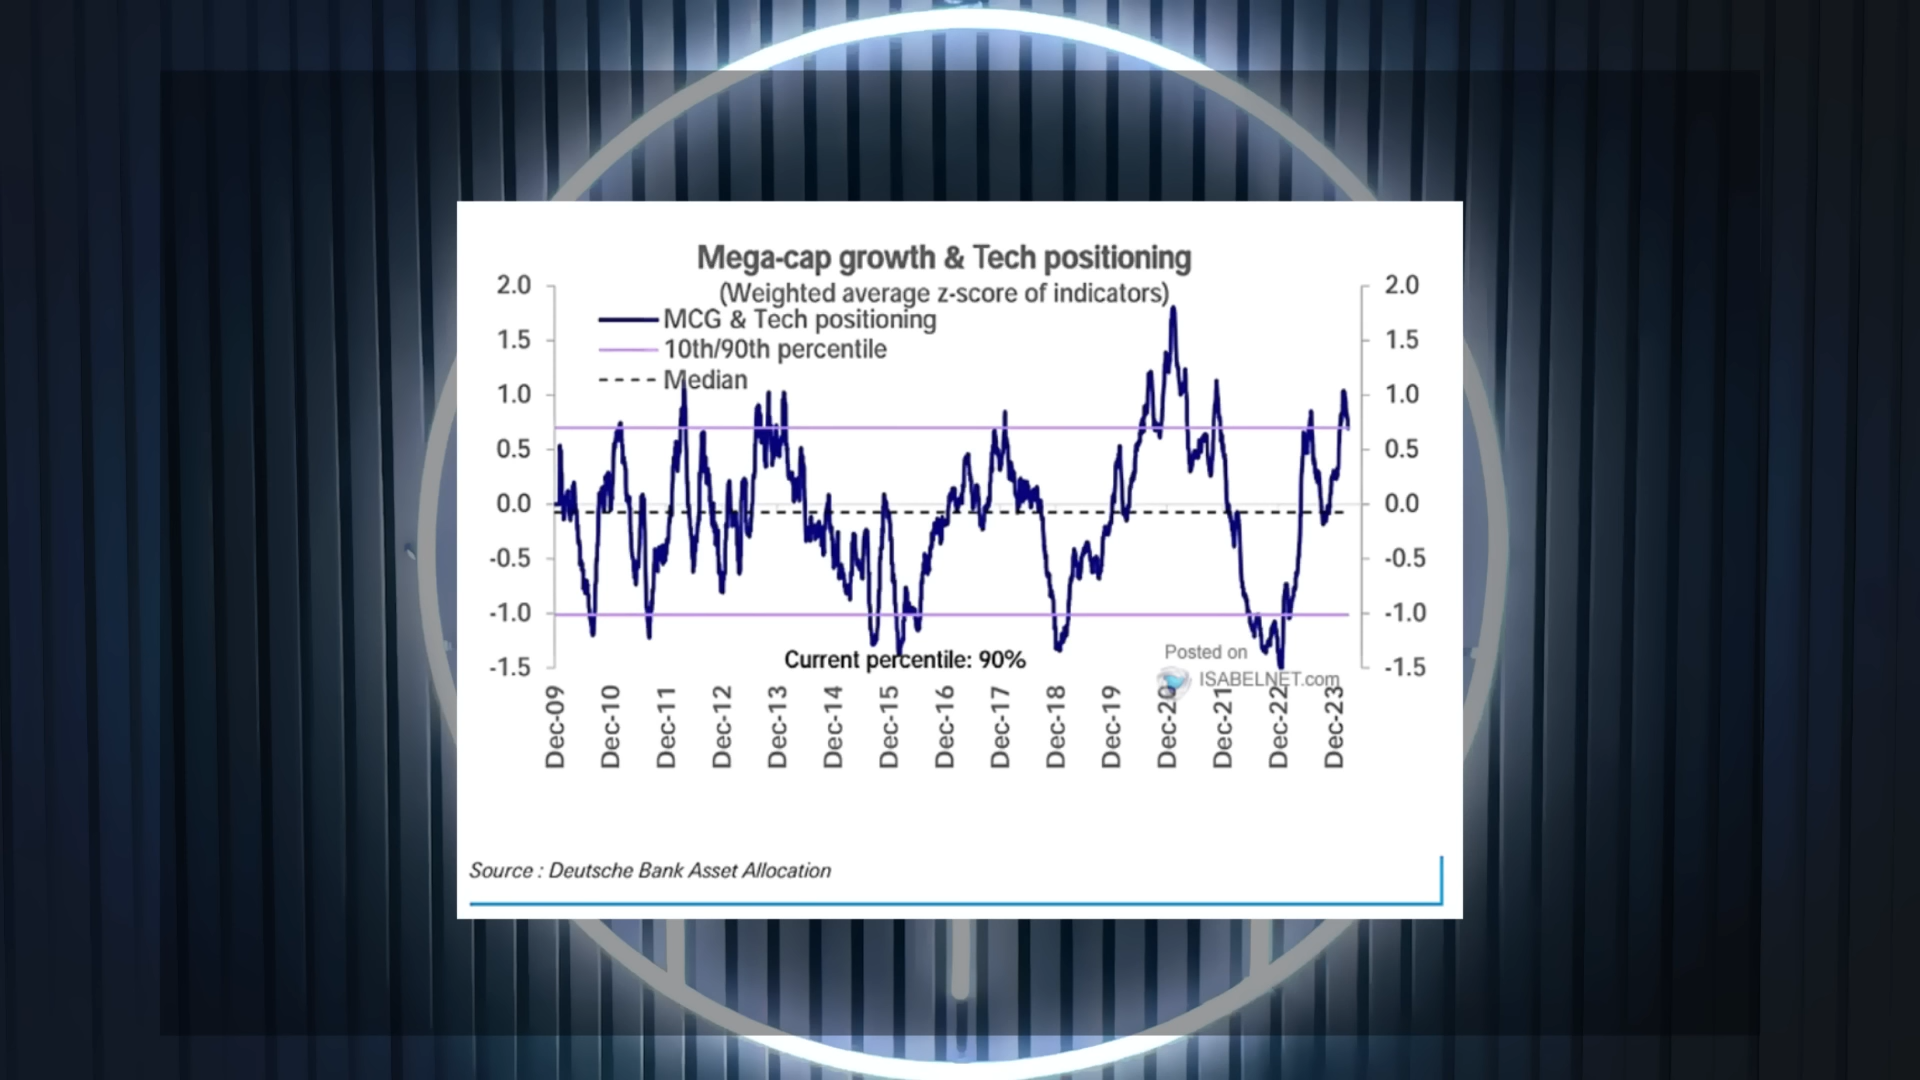 Mega-cap growth & Tech positioning
(Weighted average z-score of indicators)
MCG & Tech positioning
10th/90th percentile
Median
2.0
1.5
1.0
0.5
0.0
-0.5
-1.0
-1.5
2.0
1.5
1.0
0.5
0.0
-0.5
-1.0
-1.5
Current percentile: 90%
Posted on
ISABELNET.com
Dec-09
Dec-10
Dec-11
Dec-12
Dec-13
Dec-14
Dec-15
Dec-16
Dec-17
Dec-18
Dec-19
Dec-20
Dec-21
Dec-22
Dec-23
Source : Deutsche Bank Asset Allocation